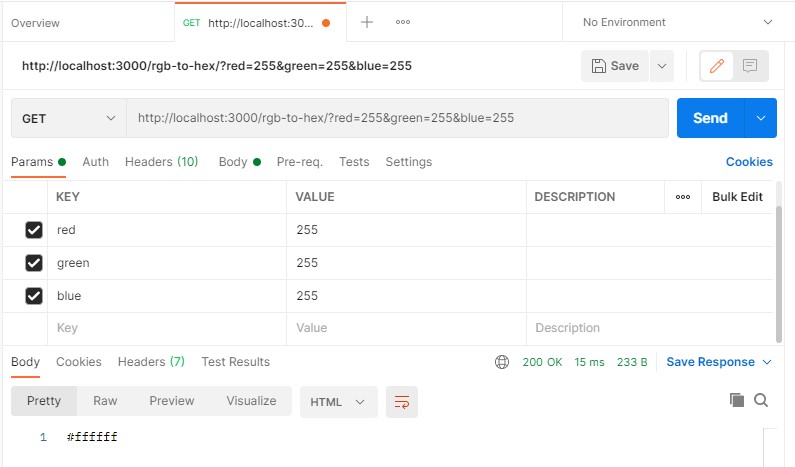 Overview GET http://localhost:30... No Environment
http://localhost:3000/rgb-to-hex/?red=255&green=255&blue=255 Save
GET http://localhost:3000/rgb-to-hex/?red=255&green=255&blue=255 Send
Params Auth Headers (10) Body Pre-req. Tests Settings Cookies
KEY VALUE DESCRIPTION Bulk Edit
red 255
green 255
blue 255
Key Value Description
Body Cookies Headers (7) Test Results 200 OK 15 ms 233 B Save Response
Pretty Raw Preview Visualize HTML
1 #ffffff